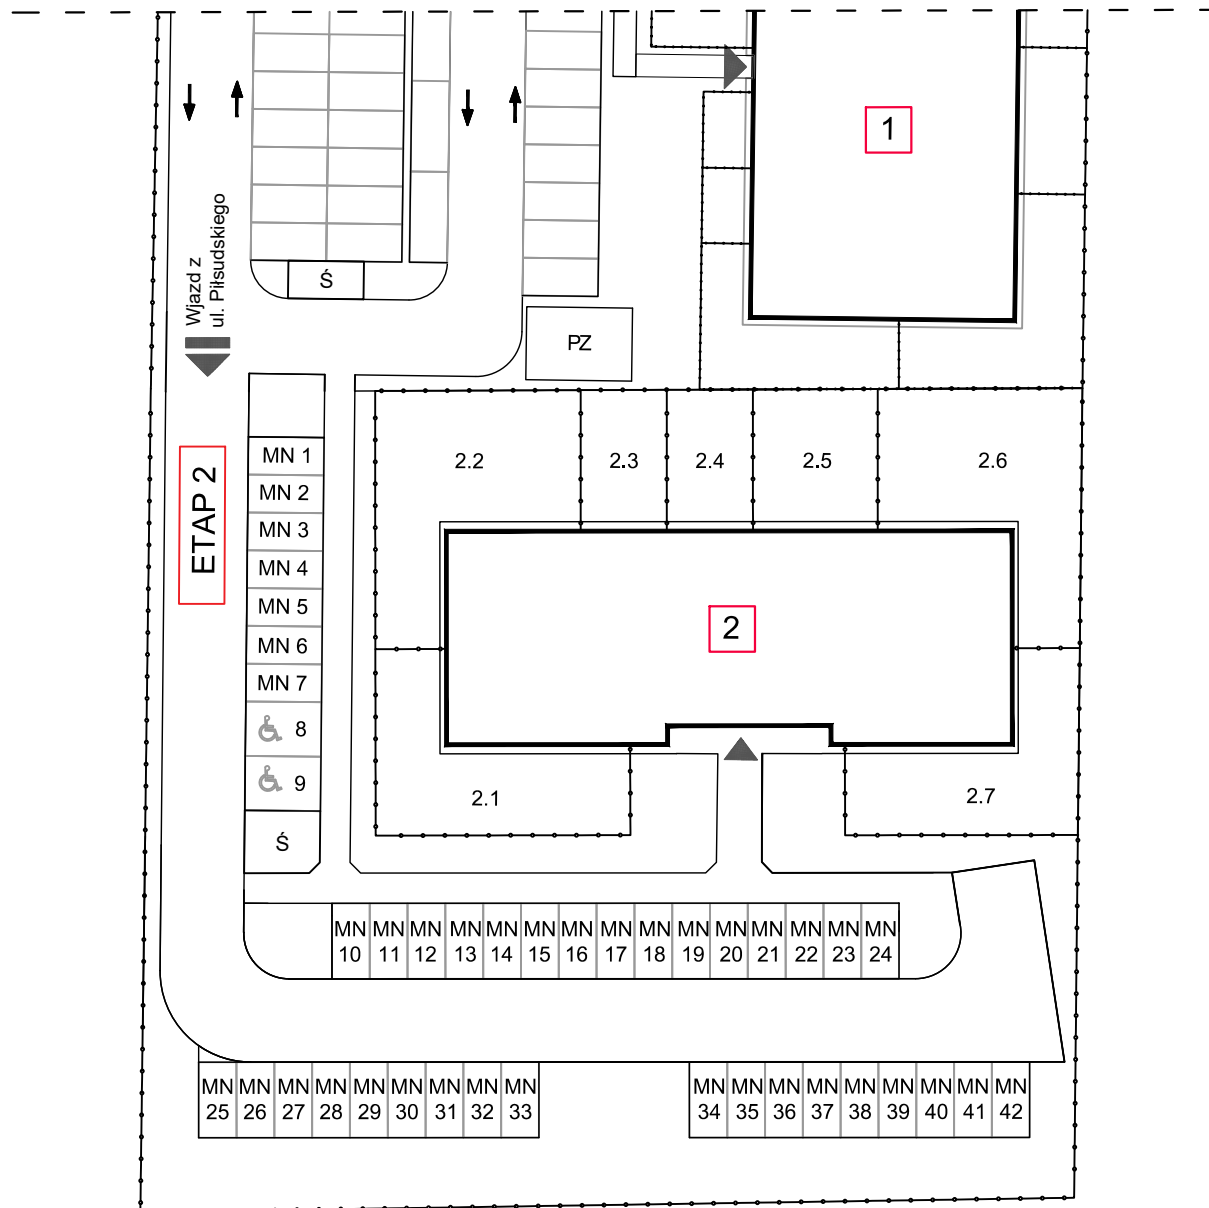 1
Wjazd z
ul. Piłsudskiego
Ś
PZ
ETAP 2
MN 1
MN 2
MN 3
MN 4
MN 5
MN 6
MN 7
8
9
Ś
2.2
2.3
2.4
2.5
2.6
2
2.1
2.7
MN 10
MN 11
MN 12
MN 13
MN 14
MN 15
MN 16
MN 17
MN 18
MN 19
MN 20
MN 21
MN 22
MN 23
MN 24
MN 25
MN 26
MN 27
MN 28
MN 29
MN 30
MN 31
MN 32
MN 33
MN 34
MN 35
MN 36
MN 37
MN 38
MN 39
MN 40
MN 41
MN 42